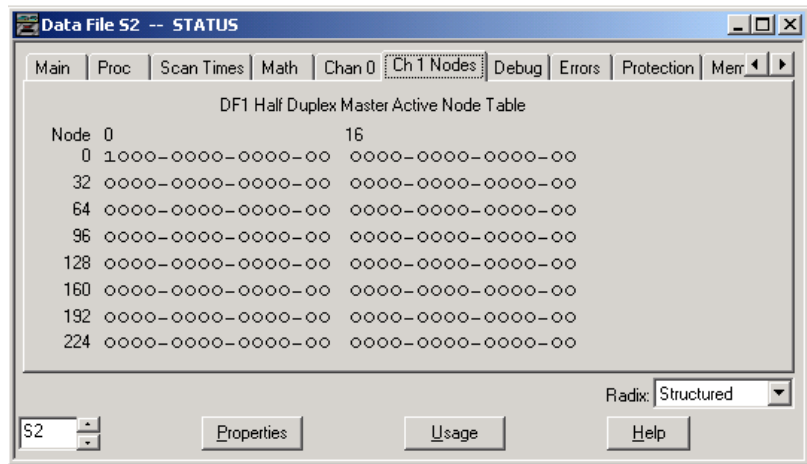 Data File S2 -- STATUS
Main Proc Scan Times Math Chan 0 Ch 1 Nodes Debug Errors Protection Mem
DF1 Half Duplex Master Active Node Table
Node 0 16
0 1000-0000-0000-00 0000-0000-0000-00
32 0000-0000-0000-00 0000-0000-0000-00
64 0000-0000-0000-00 0000-0000-0000-00
96 0000-0000-0000-00 0000-0000-0000-00
128 0000-0000-0000-00 0000-0000-0000-00
160 0000-0000-0000-00 0000-0000-0000-00
192 0000-0000-0000-00 0000-0000-0000-00
224 0000-0000-0000-00 0000-0000-0000-00
Radix: Structured
S2 Properties Usage Help